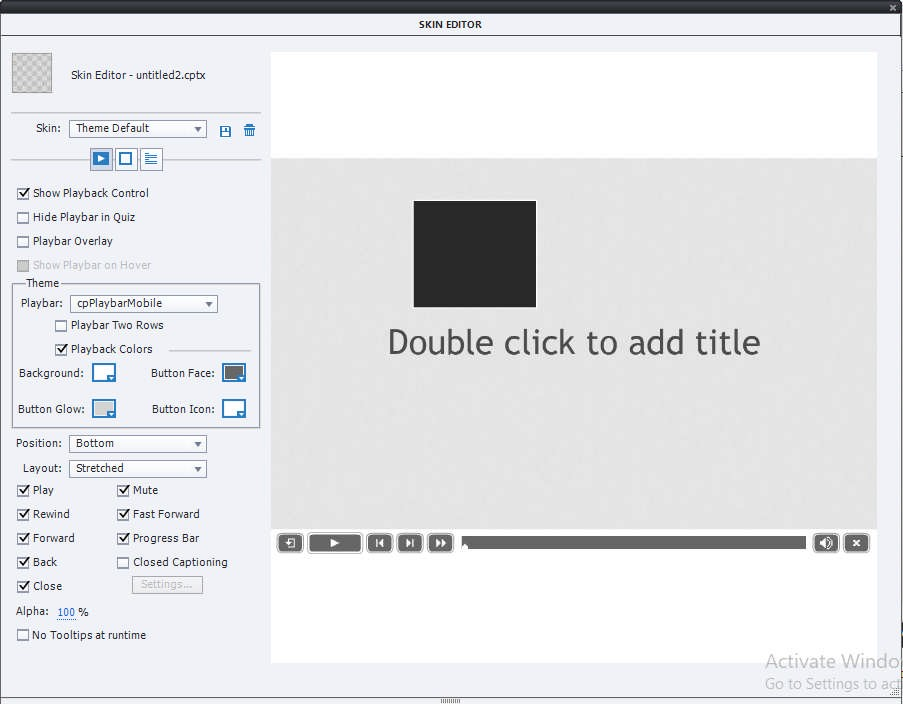 SKIN EDITOR
Skin Editor - untitled2.cptx
Skin: Theme Default
Show Playback Control
Hide Playbar in Quiz
Playbar Overlay
Show Playbar on Hover
Theme
Playbar: cpPlaybarMobile
Playbar Two Rows
Playback Colors
Background: Button Face:
Button Glow: Button Icon:
Position: Bottom
Layout: Stretched
Play Mute
Rewind Fast Forward
Forward Progress Bar
Back Closed Captioning
Close Settings...
Alpha: 100 %
No Tooltips at runtime
Double click to add title
Activate Windo
Go to Settings to act